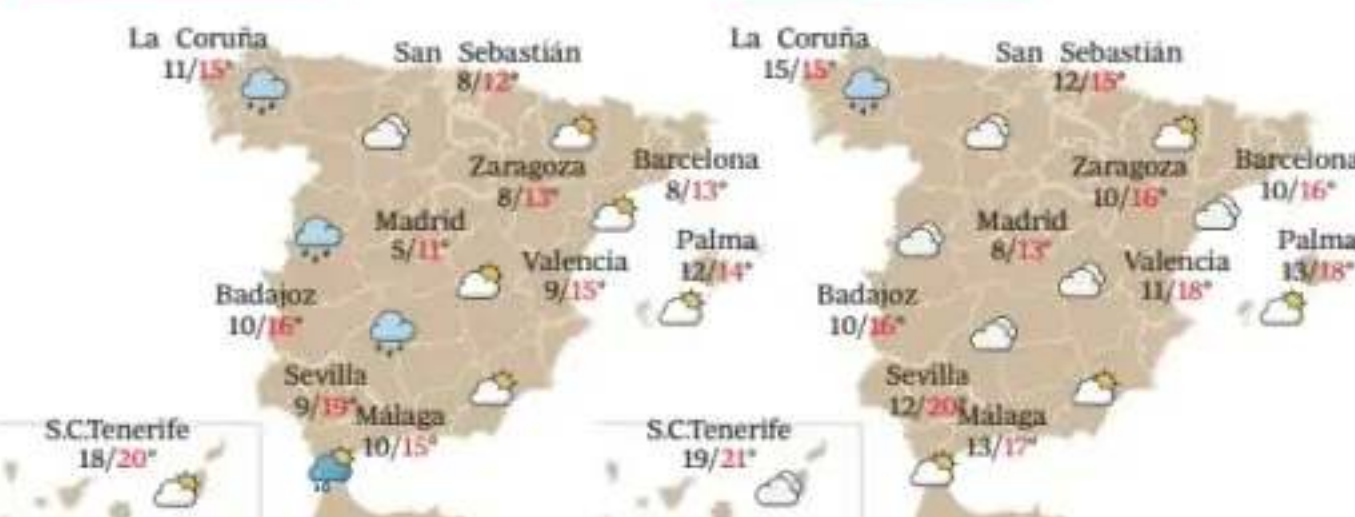 La Coruña
11/15°
San Sebastián
8/12°
Zaragoza
8/13°
Barcelona
8/13°
Madrid
5/11°
Palma
12/14°
Valencia
9/15°
Badajoz
10/16°
Sevilla
9/19°
Málaga
10/15°
S.C.Tenerife
18/20°
La Coruña
15/15°
San Sebastián
12/15°
Zaragoza
10/16°
Barcelona
10/16°
Madrid
8/13°
Palma
13/18°
Valencia
11/18°
Badajoz
10/16°
Sevilla
12/20°
Málaga
13/17°
S.C.Tenerife
19/21°